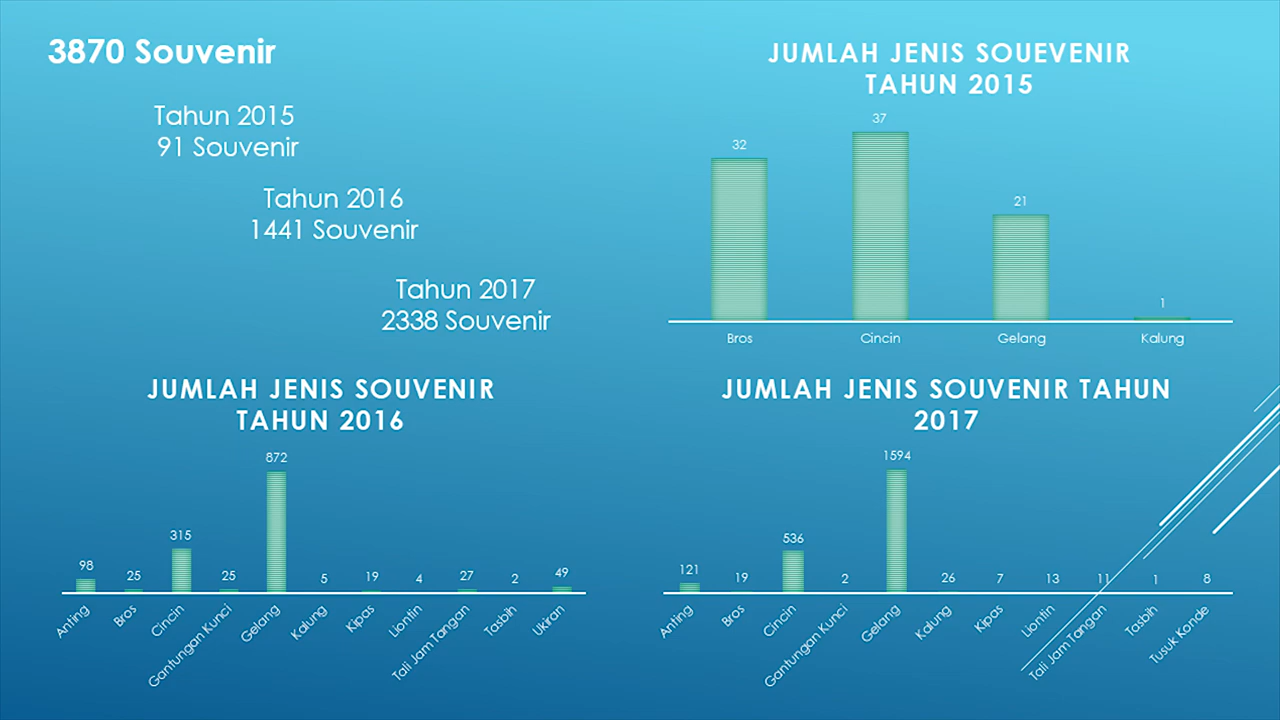 3870 Souvenir
Tahun 2015
91 Souvenir
Tahun 2016
1441 Souvenir
Tahun 2017
2338 Souvenir
JUMLAH JENIS SOUEVENIR
TAHUN 2015
32
37
21
1
Bros
Cincin
Gelang
Kalung
JUMLAH JENIS SOUVENIR
TAHUN 2016
98
25
315
25
872
5
19
4
27
2
49
Anting
Bros
Cincin
Gantungan Kunci
Gelang
Kalung
Kipas
Liontin
Tali Jam Tangan
Tasbih
Ukiran
JUMLAH JENIS SOUVENIR TAHUN
2017
121
19
536
2
1594
26
7
13
11
1
8
Anting
Bros
Cincin
Gantungan Kunci
Gelang
Kalung
Kipas
Liontin
Tali Jam Tangan
Tasbih
Tusuk Konde